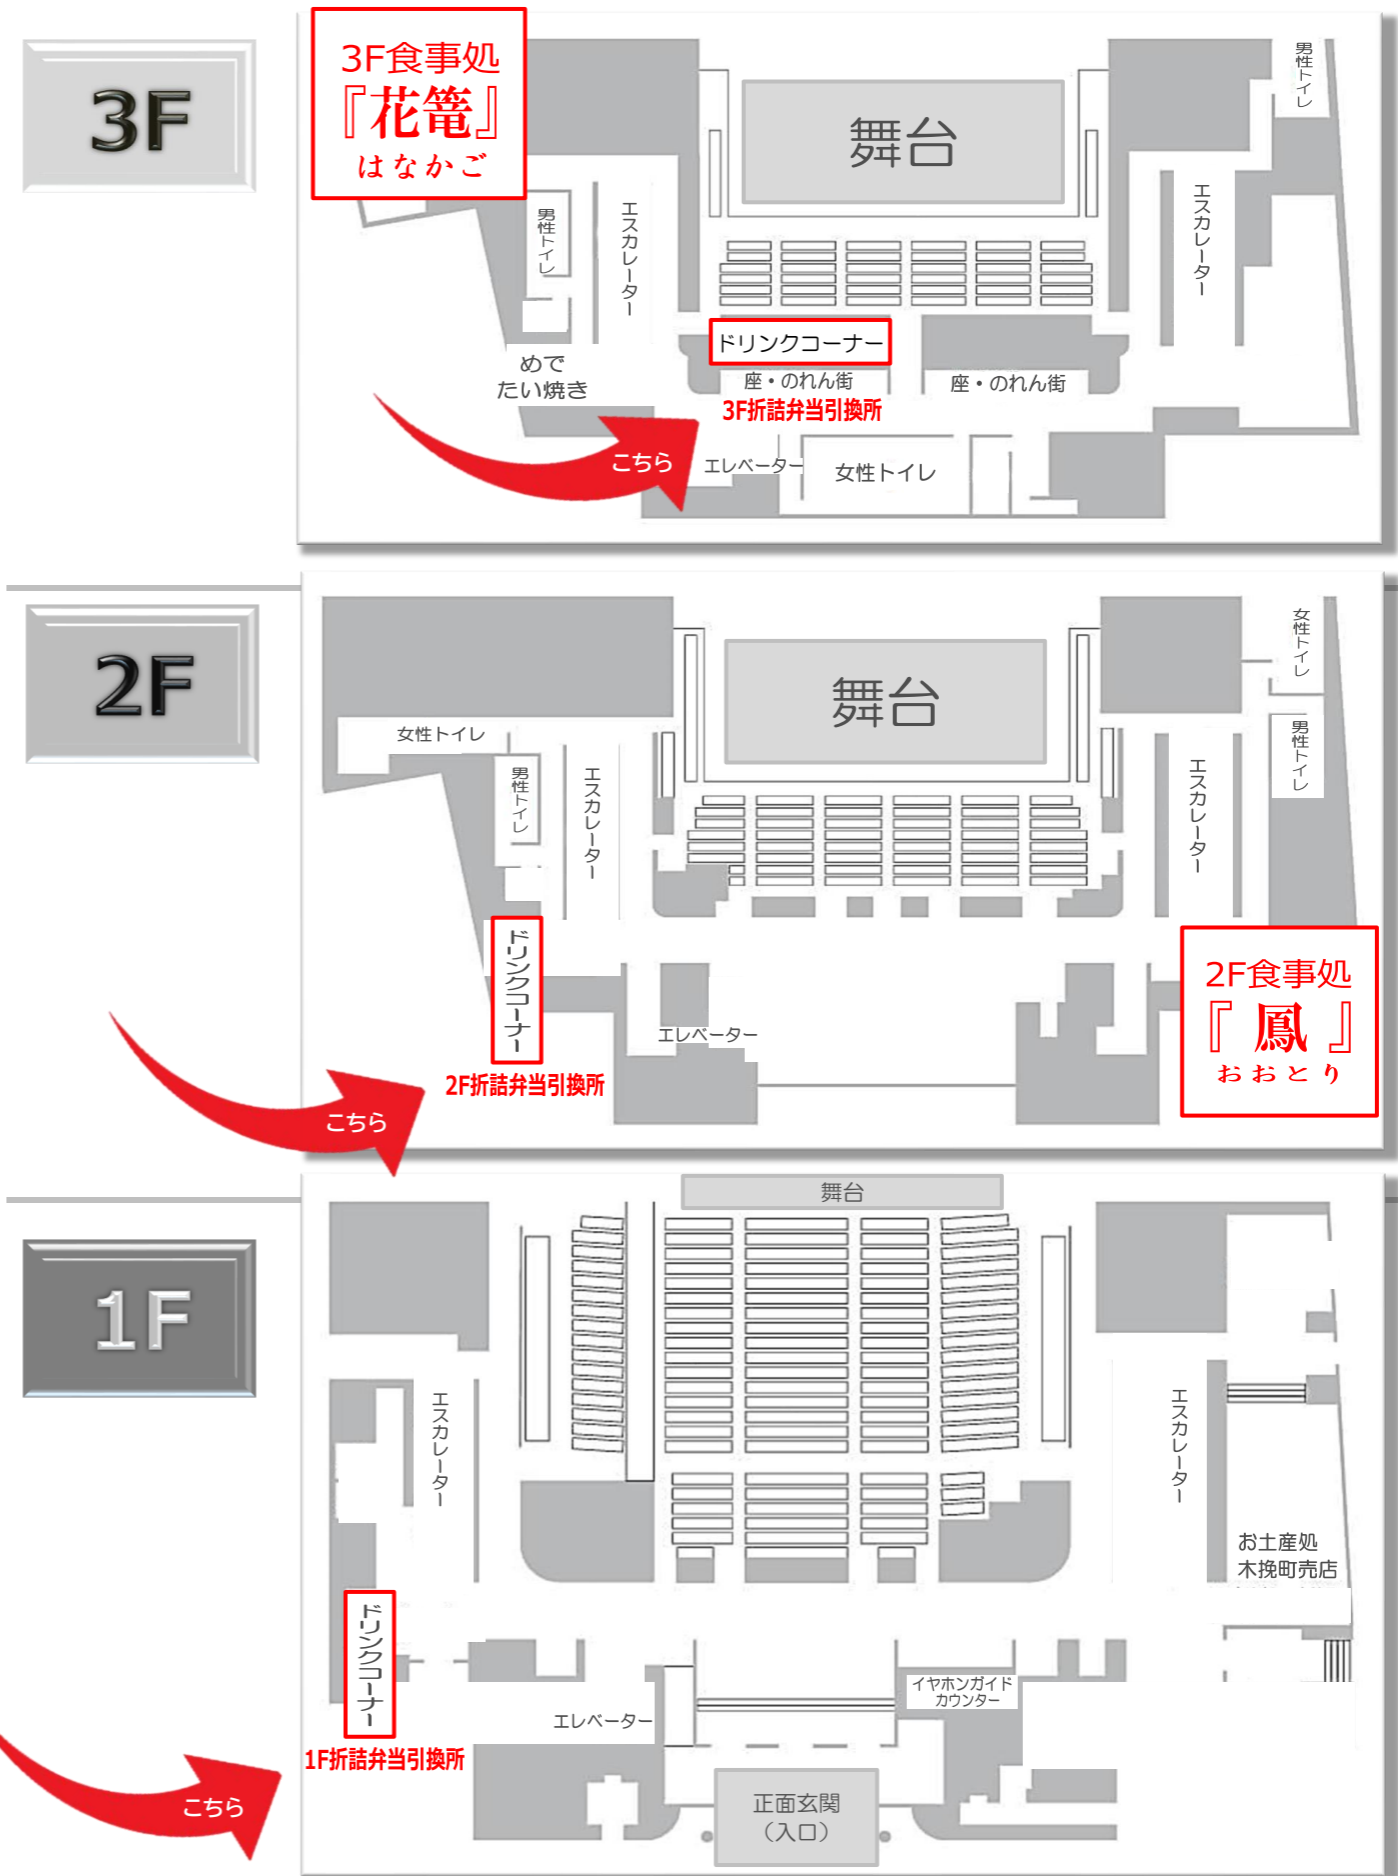 3F
3F食事処
『花篭』
はなかご
舞台
男性トイレ
男性トイレ
エスカレーター
エスカレーター
ドリンクコーナー
めで
たい焼き
座・のれん街
座・のれん街
3F折詰弁当引換所
こちら
エレベーター
女性トイレ
2F
舞台
女性トイレ
女性トイレ
男性トイレ
男性トイレ
エスカレーター
エスカレーター
ドリンクコーナー
2F食事処
『鳳』
おおとり
エレベーター
2F折詰弁当引換所
こちら
舞台
1F
エスカレーター
エスカレーター
お土産処
木挽町売店
ドリンクコーナー
イヤホンガイド
カウンター
エレベーター
1F折詰弁当引換所
こちら
正面玄関
（入口）